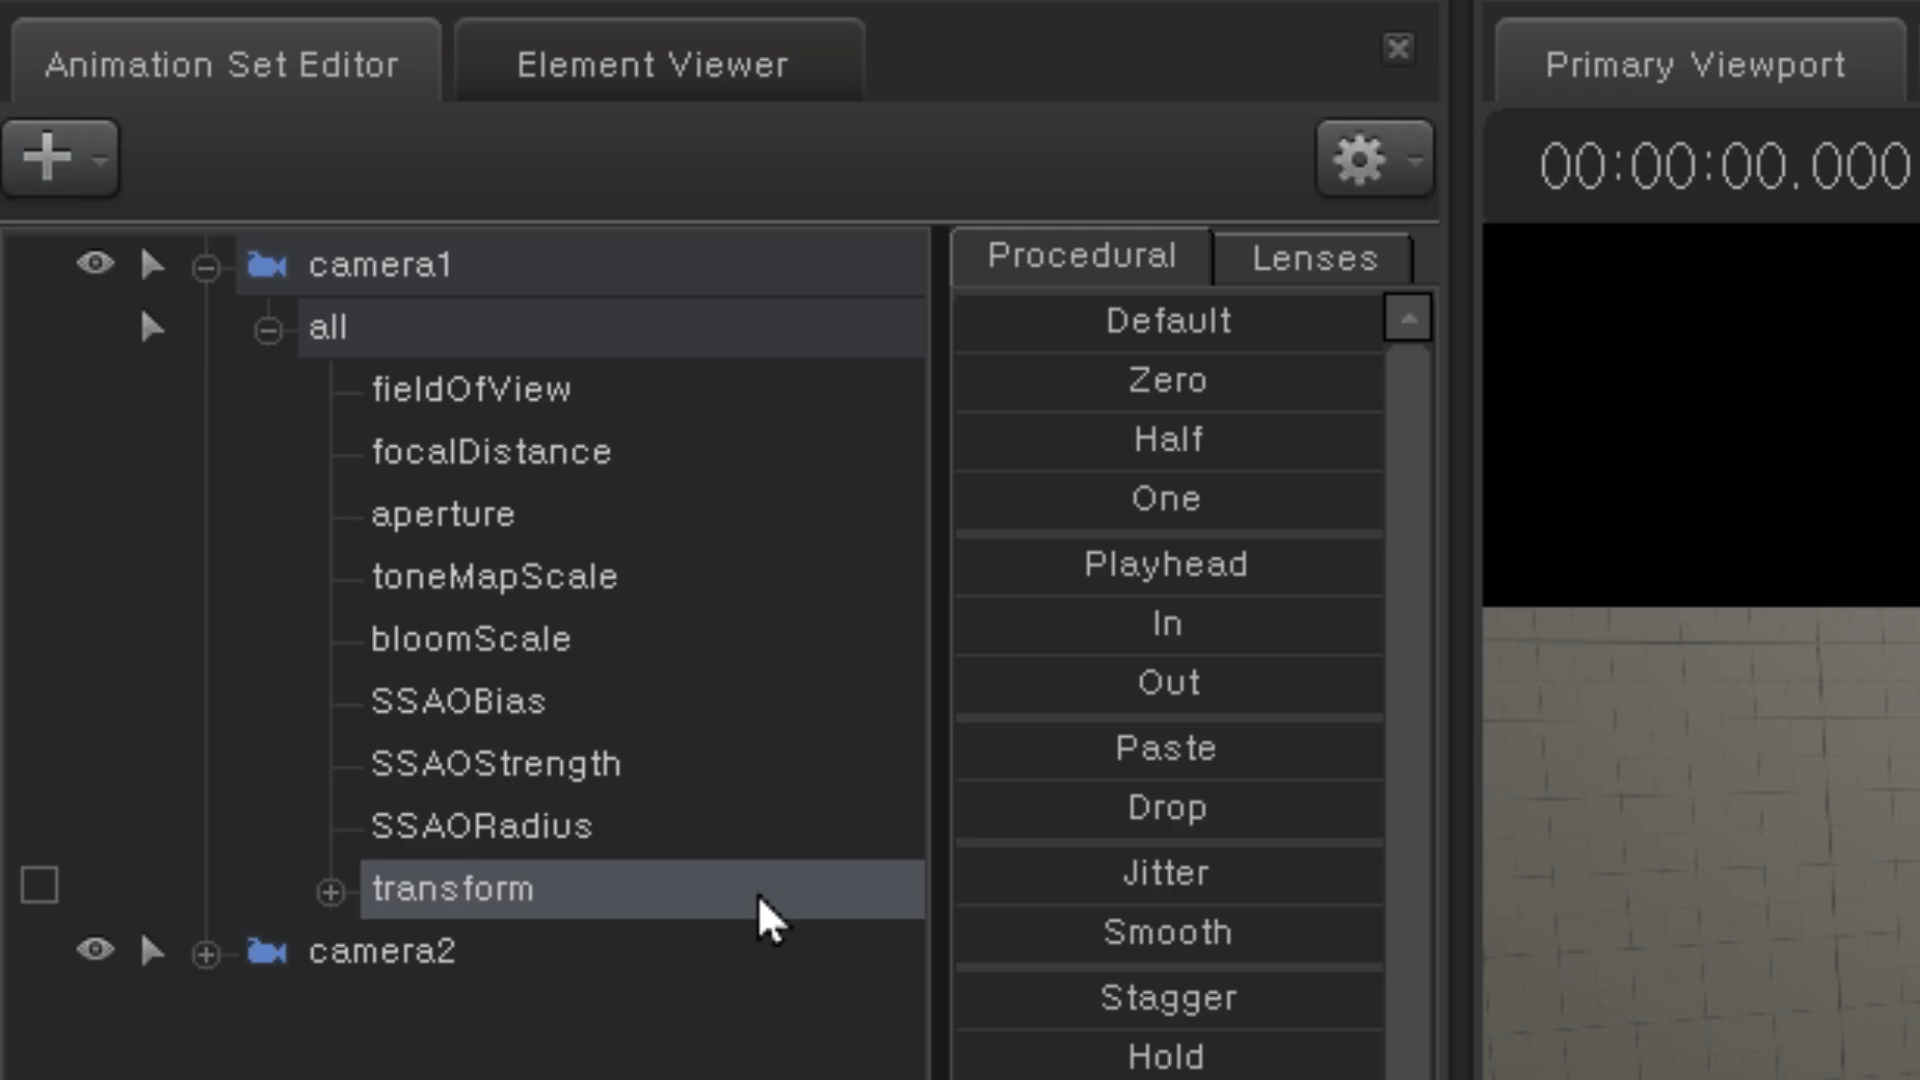 Animation Set Editor
Element Viewer
Primary Viewport
00:00:00.000
camera1
all
fieldOfView
focalDistance
aperture
toneMapScale
bloomScale
SSAOBias
SSAOStrength
SSAORadius
transform
camera2
Procedural
Lenses
Default
Zero
Half
One
Playhead
In
Out
Paste
Drop
Jitter
Smooth
Stagger
Hold